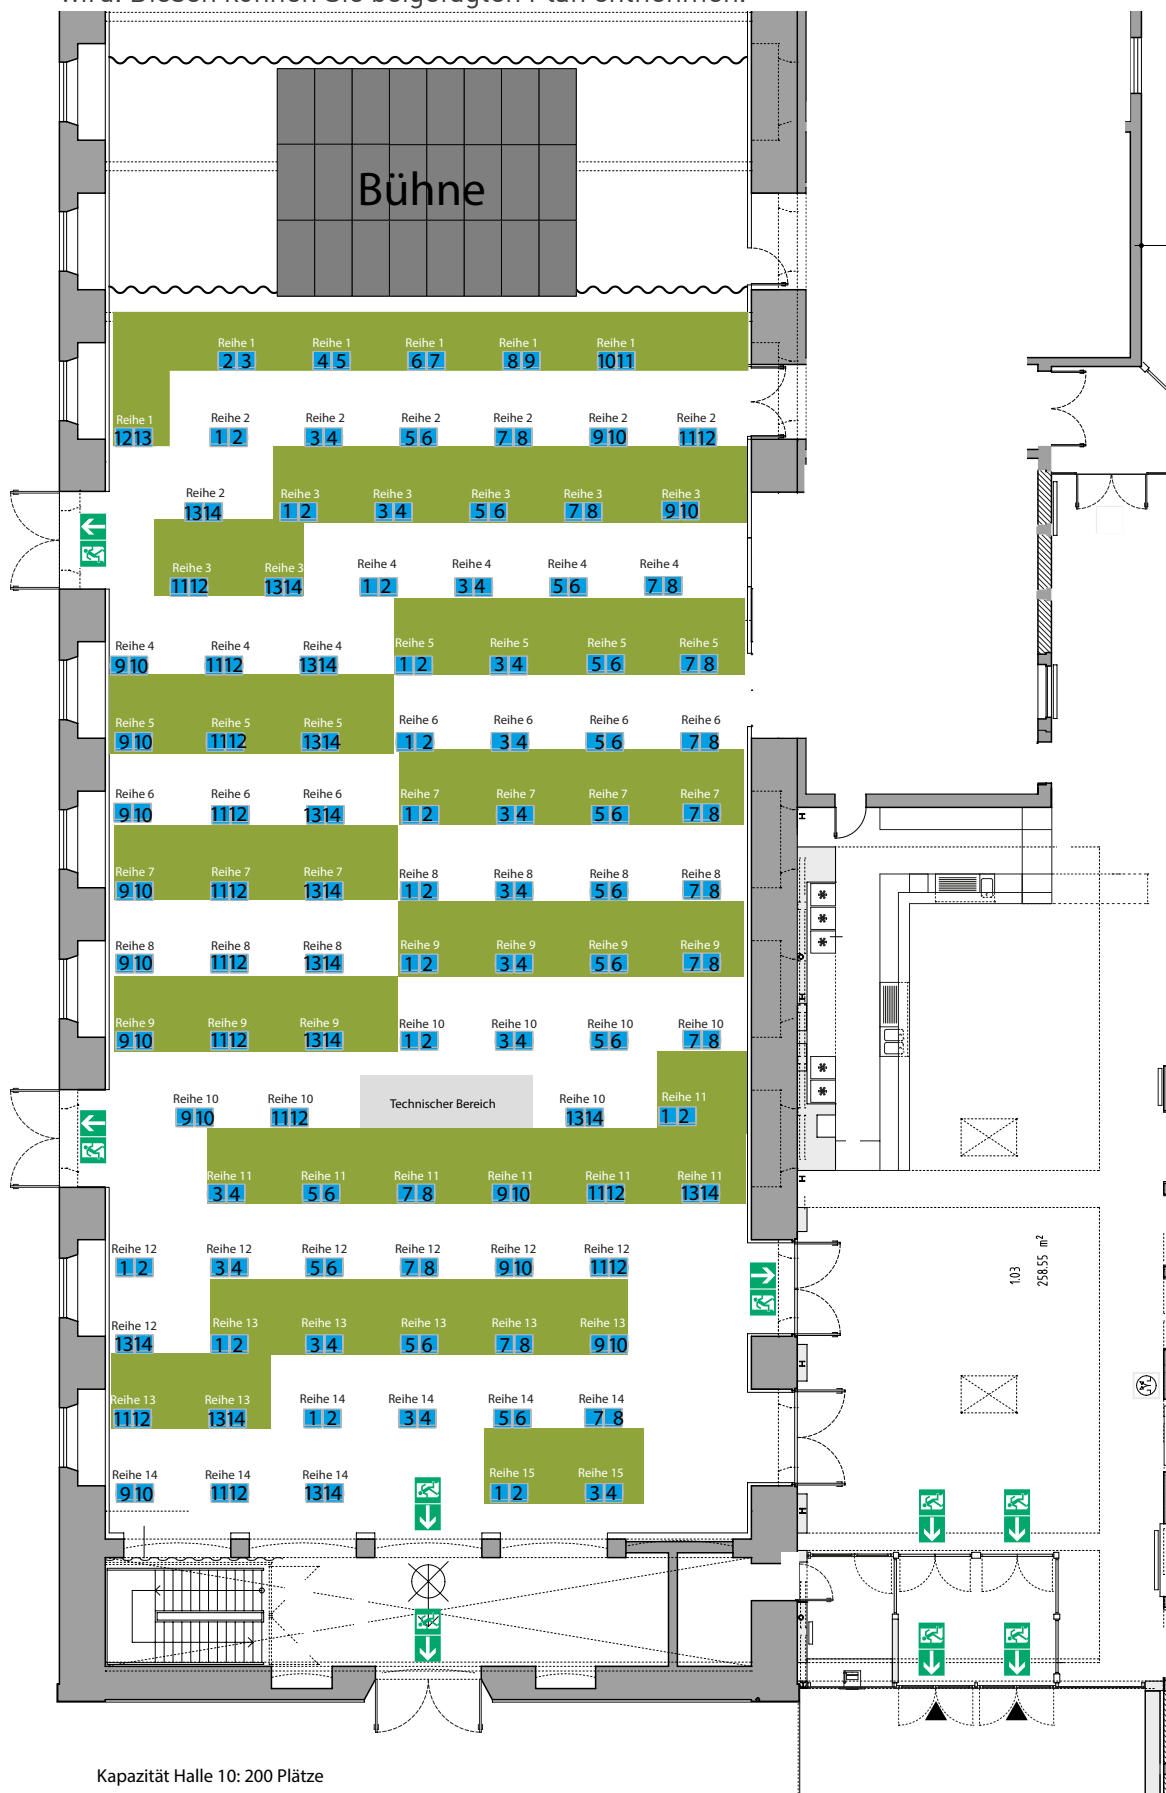 wird. Diesen können Sie beigefügten Plan entnehmen.
Bühne
Reihe 1 Reihe 1 Reihe 1 Reihe 1 Reihe 1
2 3 4 5 6 7 8 9 10 11
Reihe 1 Reihe 2 Reihe 2 Reihe 2 Reihe 2 Reihe 2 Reihe 2
12 13 1 2 3 4 5 6 7 8 9 10 11 12
Reihe 2 Reihe 3 Reihe 3 Reihe 3 Reihe 3 Reihe 3
13 14 1 2 3 4 5 6 7 8 9 10
Reihe 3 Reihe 3 Reihe 4 Reihe 4 Reihe 4 Reihe 4
11 12 13 14 1 2 3 4 5 6 7 8
Reihe 4 Reihe 4 Reihe 4 Reihe 5 Reihe 5 Reihe 5 Reihe 5
9 10 11 12 13 14 1 2 3 4 5 6 7 8
Reihe 5 Reihe 5 Reihe 5 Reihe 6 Reihe 6 Reihe 6 Reihe 6
9 10 11 12 13 14 1 2 3 4 5 6 7 8
Reihe 6 Reihe 6 Reihe 6 Reihe 7 Reihe 7 Reihe 7 Reihe 7
9 10 11 12 13 14 1 2 3 4 5 6 7 8
Reihe 7 Reihe 7 Reihe 7 Reihe 8 Reihe 8 Reihe 8 Reihe 8
9 10 11 12 13 14 1 2 3 4 5 6 7 8
Reihe 8 Reihe 8 Reihe 8 Reihe 9 Reihe 9 Reihe 9 Reihe 9
9 10 11 12 13 14 1 2 3 4 5 6 7 8
Reihe 9 Reihe 9 Reihe 9 Reihe 10 Reihe 10 Reihe 10 Reihe 10
9 10 11 12 13 14 1 2 3 4 5 6 7 8
Reihe 10 Reihe 10 Technischer Bereich Reihe 10 Reihe 11
9 10 11 12 13 14 1 2
Reihe 11 Reihe 11 Reihe 11 Reihe 11 Reihe 11 Reihe 11
3 4 5 6 7 8 9 10 11 12 13 14
Reihe 12 Reihe 12 Reihe 12 Reihe 12 Reihe 12 Reihe 12
1 2 3 4 5 6 7 8 9 10 11 12
1.03
258.55 m²
Reihe 12 Reihe 13 Reihe 13 Reihe 13 Reihe 13 Reihe 13
13 14 1 2 3 4 5 6 7 8 9 10
Reihe 13 Reihe 13 Reihe 14 Reihe 14 Reihe 14 Reihe 14
11 12 13 14 1 2 3 4 5 6 7 8
Reihe 14 Reihe 14 Reihe 14 Reihe 15 Reihe 15
9 10 11 12 13 14 1 2 3 4
Kapazität Halle 10: 200 Plätze